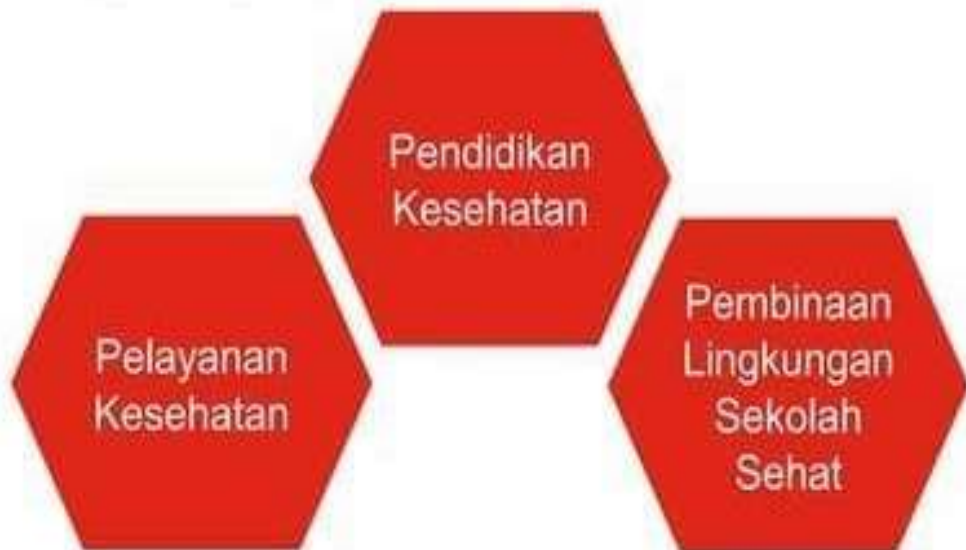 Pendidikan
Kesehatan
Pelayanan
Kesehatan
Pembinaan
Lingkungan
Sekolah
Sehat